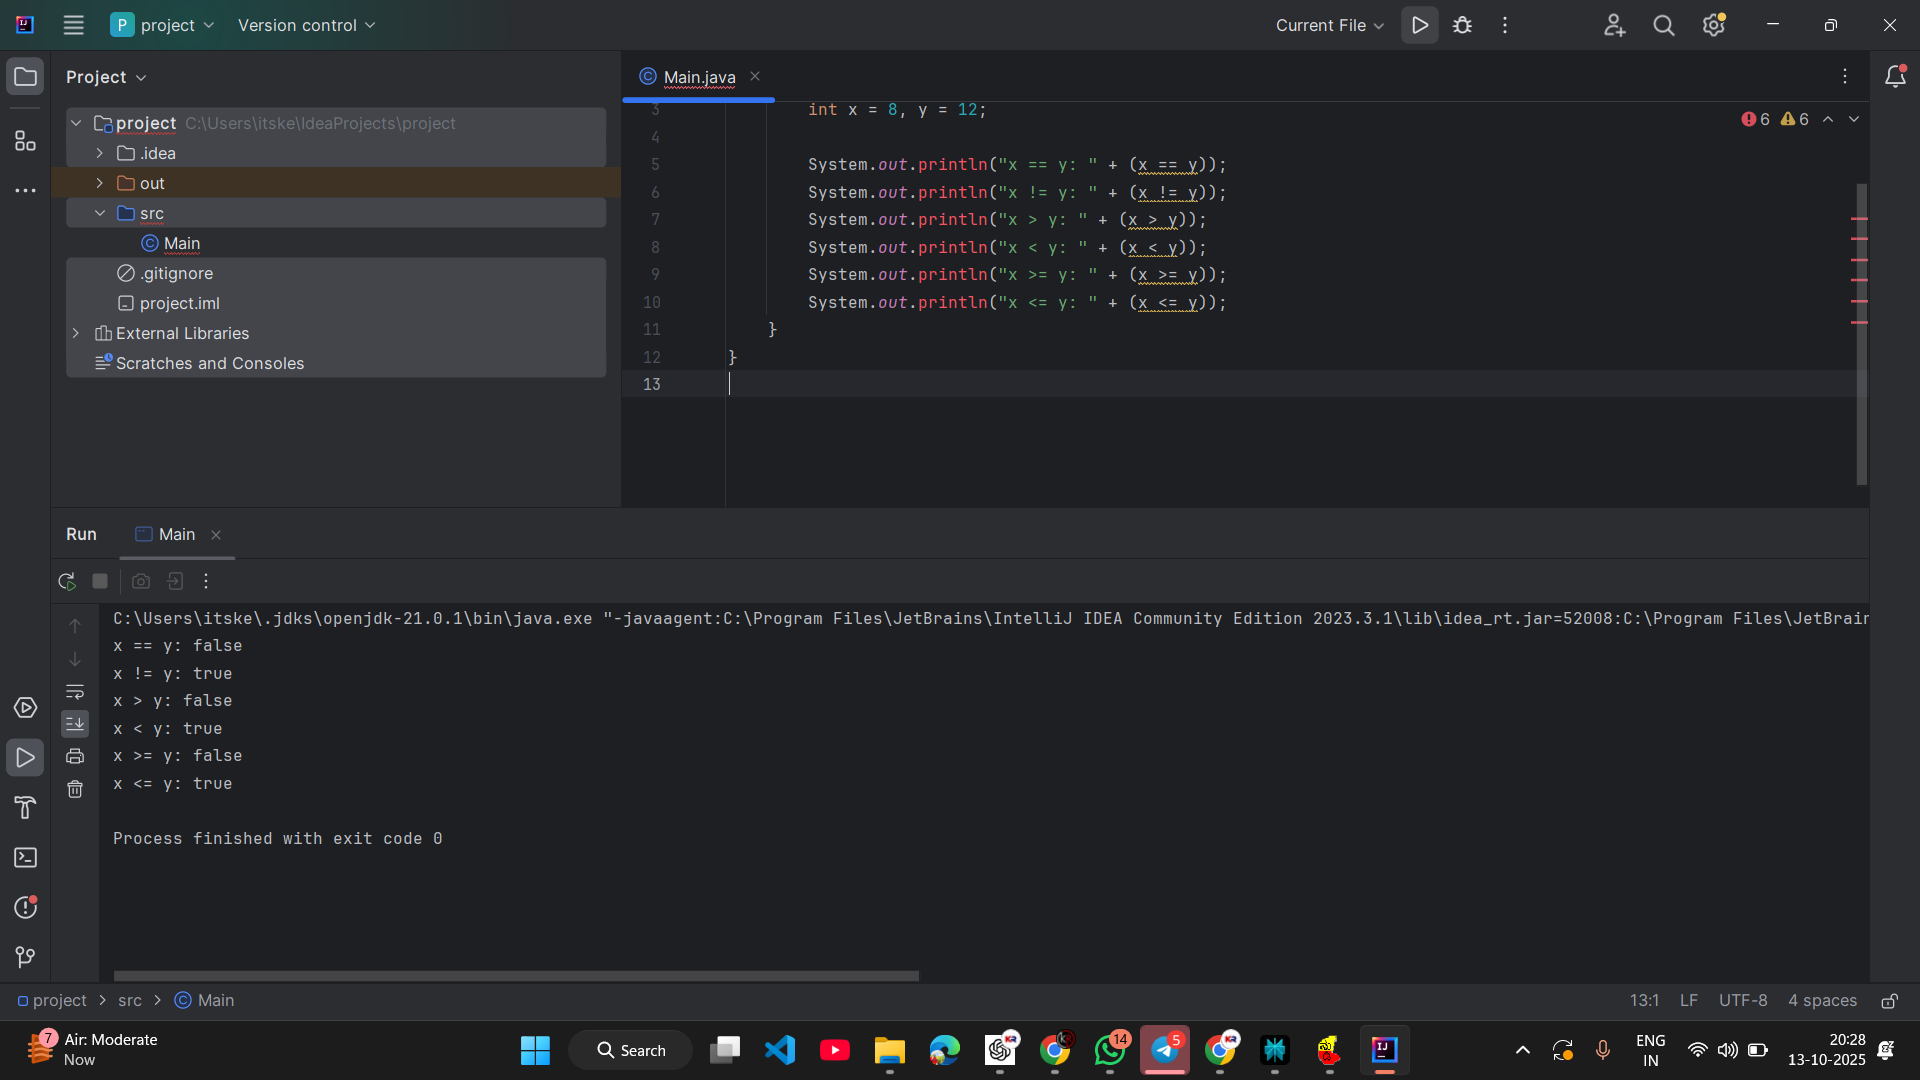 P project Version control Current File
Project
Main.java
project C:\Users\itske\IdeaProjects\project
.idea
out
src
Main
.gitignore
project.iml
External Libraries
Scratches and Consoles
6 6
3 int x = 8, y = 12;
4
5 System.out.println("x == y: " + (x == y));
6 System.out.println("x != y: " + (x != y));
7 System.out.println("x > y: " + (x > y));
8 System.out.println("x < y: " + (x < y));
9 System.out.println("x >= y: " + (x >= y));
10 System.out.println("x <= y: " + (x <= y));
11 }
12 }
13
Run Main
C:\Users\itske\.jdks\openjdk-21.0.1\bin\java.exe "-javaagent:C:\Program Files\JetBrains\IntelliJ IDEA Community Edition 2023.3.1\lib\idea_rt.jar=52008:C:\Program Files\JetBrain
x == y: false
x != y: true
x > y: false
x < y: true
x >= y: false
x <= y: true
Process finished with exit code 0
project > src > Main 13:1 LF UTF-8 4 spaces
7 Air: Moderate
Now
Search
14
5
ENG
IN
20:28
13-10-2025